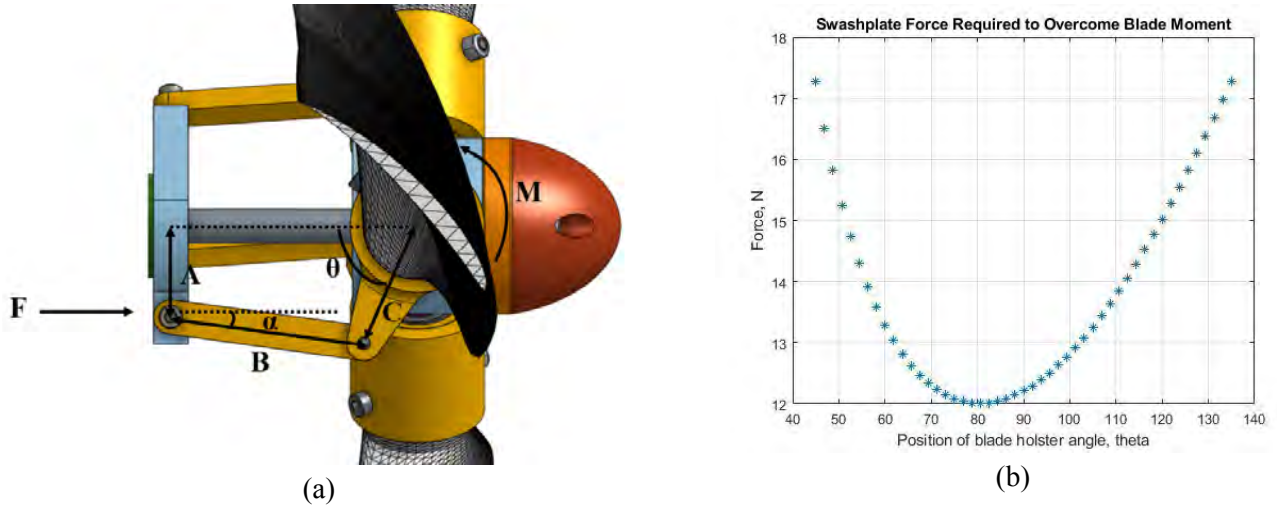 M
θ
A
C
F
α
B
(a)
Swashplate Force Required to Overcome Blade Moment
18
17
16
15
14
13
12
Force, N
40 50 60 70 80 90 100 110 120 130 140
Position of blade holster angle, theta
(b)